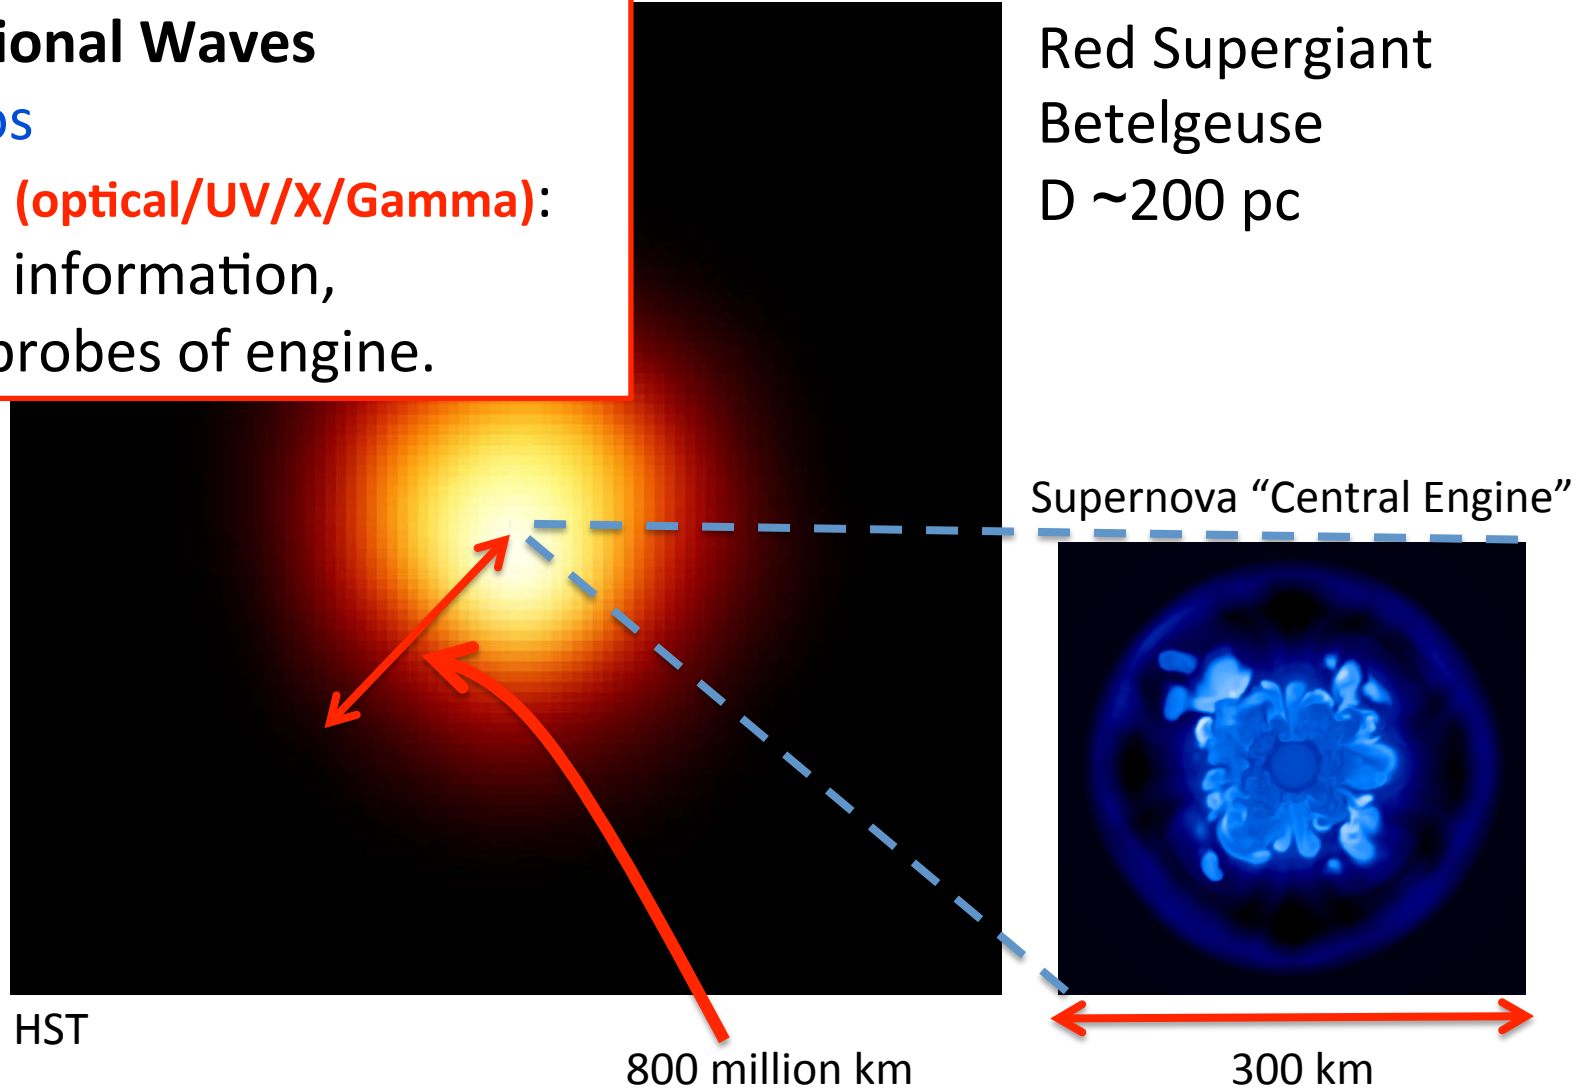 ional Waves
os
(optical/UV/X/Gamma):
information,
probes of engine.
Red Supergiant
Betelgeuse
D ~200 pc
Supernova “Central Engine”
HST
800 million km
300 km